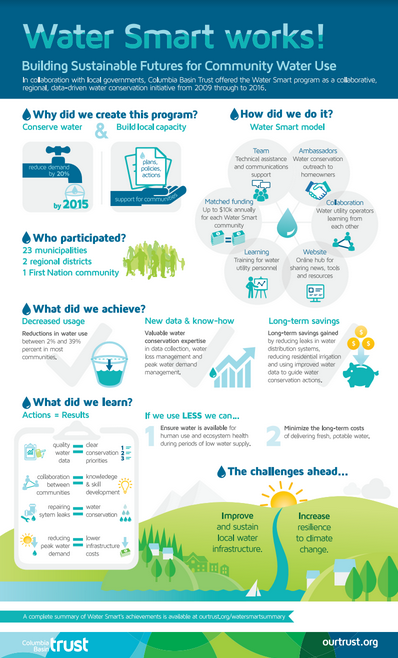 Water Smart works!
Building Sustainable Futures for Community Water Use
In collaboration with local governments, Columbia Basin Trust offered the Water Smart program as a collaborative,
regional, data-driven water conservation initiative from 2009 through to 2016.
Why did we create this program?
Conserve water
&
Build local capacity
reduce demand
by 20%
by 2015
plans,
policies,
actions
support for communities
Who participated?
23 municipalities
2 regional districts
1 First Nation community
How did we do it?
Water Smart model
Team
Technical assistance
and communications
support
Ambassadors
Water conservation
outreach to
homeowners
Matched funding
Up to $10k annually
for each Water Smart
community
Collaboration
Water utility operators
learning from
each other
Learning
Training for water
utility personnel
Website
Online hub for
sharing news, tools
and resources
What did we achieve?
Decreased usage
Reductions in water use
between 2% and 39%
percent in most
communities.
New data & know-how
Valuable water
conservation expertise
in data collection, water
loss management and
peak water demand
management.
Long-term savings
Long-term savings gained
by reducing leaks in water
distribution systems,
reducing residential irrigation
and using improved water
data to guide water
conservation actions.
$
$
$
What did we learn?
Actions = Results
quality
water
data
=
clear
conservation
priorities
1
2
3
collaboration
between
communities
=
knowledege
& skill
development
repairing
sytem leaks
=
water
conservation
reducing
peak water
demand
=
lower
infrastructure
costs
If we use LESS we can...
1
Ensure water is available for
human use and ecosystem health
during periods of low water supply.
2
Minimize the long-term costs
of delivering fresh, potable water.
The challenges ahead...
Improve
and sustain
local water
infrastructure.
Increase
resilience
to climate
change.
A complete summary of Water Smart's achievements is available at ourtrust.org/watersmartsummary
Columbia
Basin trust
ourtrust.org